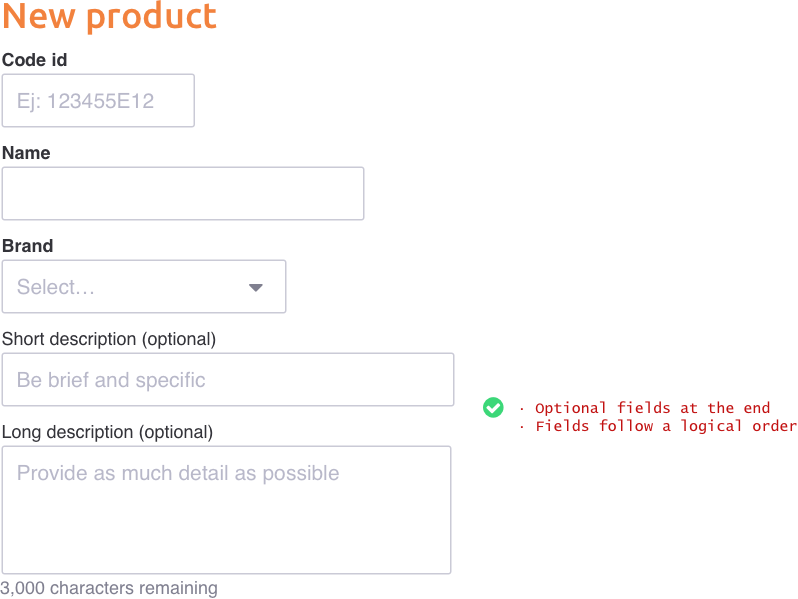 New product
Code id
Ej: 123455E12
Name
Brand
Select...
Short description (optional)
Be brief and specific
· Optional fields at the end
· Fields follow a logical order
Long description (optional)
Provide as much detail as possible
3,000 characters remaining